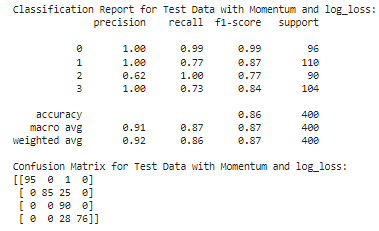 Classification Report for Test Data with Momentum and log_loss:
              precision    recall  f1-score   support

           0       1.00      0.99      0.99        96
           1       1.00      0.77      0.87       110
           2       0.62      1.00      0.77        90
           3       1.00      0.73      0.84       104

    accuracy                           0.86       400
   macro avg       0.91      0.87      0.87       400
weighted avg       0.92      0.86      0.87       400

Confusion Matrix for Test Data with Momentum and log_loss:
[[95  0  1  0]
 [ 0 85 25  0]
 [ 0  0 90  0]
 [ 0  0 28 76]]